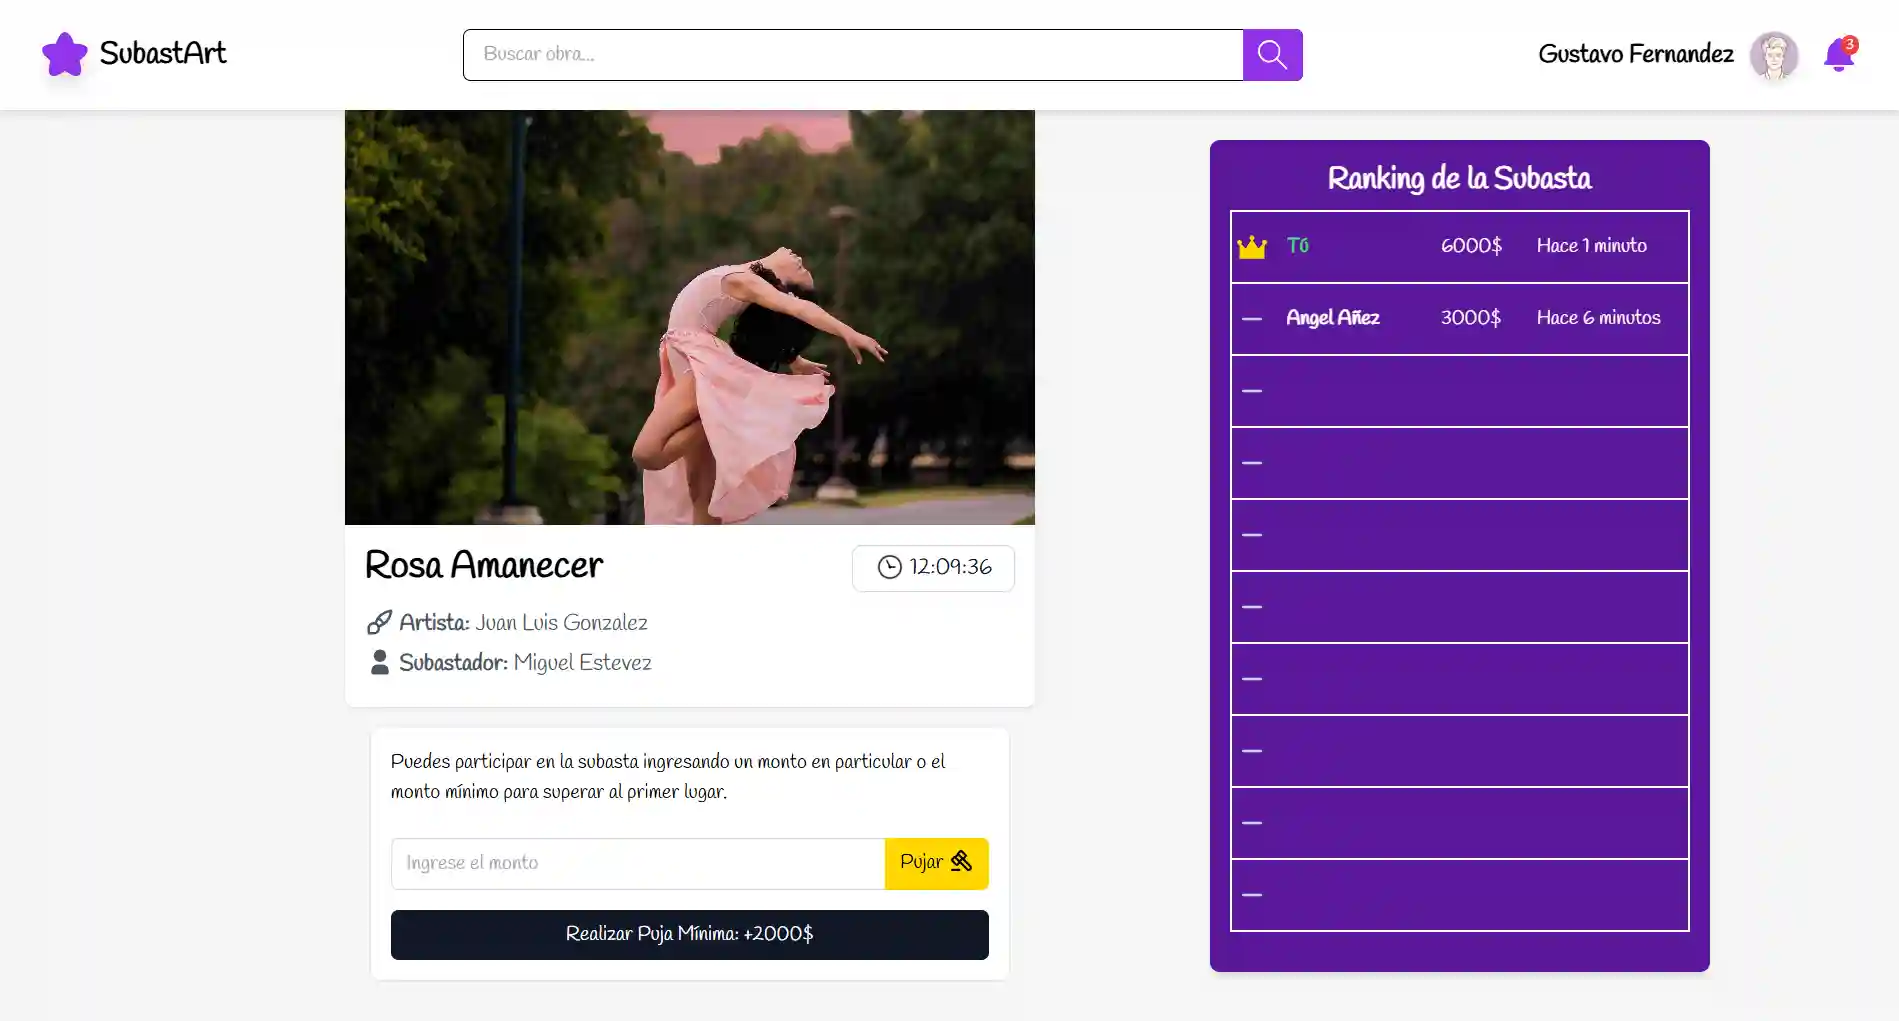 SubastArt
Buscar obra...
Gustavo Fernandez
3
Rosa Amanecer
12:09:36
Artista: Juan Luis Gonzalez
Subastador: Miguel Estevez
Puedes participar en la subasta ingresando un monto en particular o el
monto mínimo para superar al primer lugar.
Ingrese el monto
Pujar
Realizar Puja Mínima: +2000$
Ranking de la Subasta
Tú 6000$ Hace 1 minuto
— Angel Añez 3000$ Hace 6 minutos
—
—
—
—
—
—
—
—